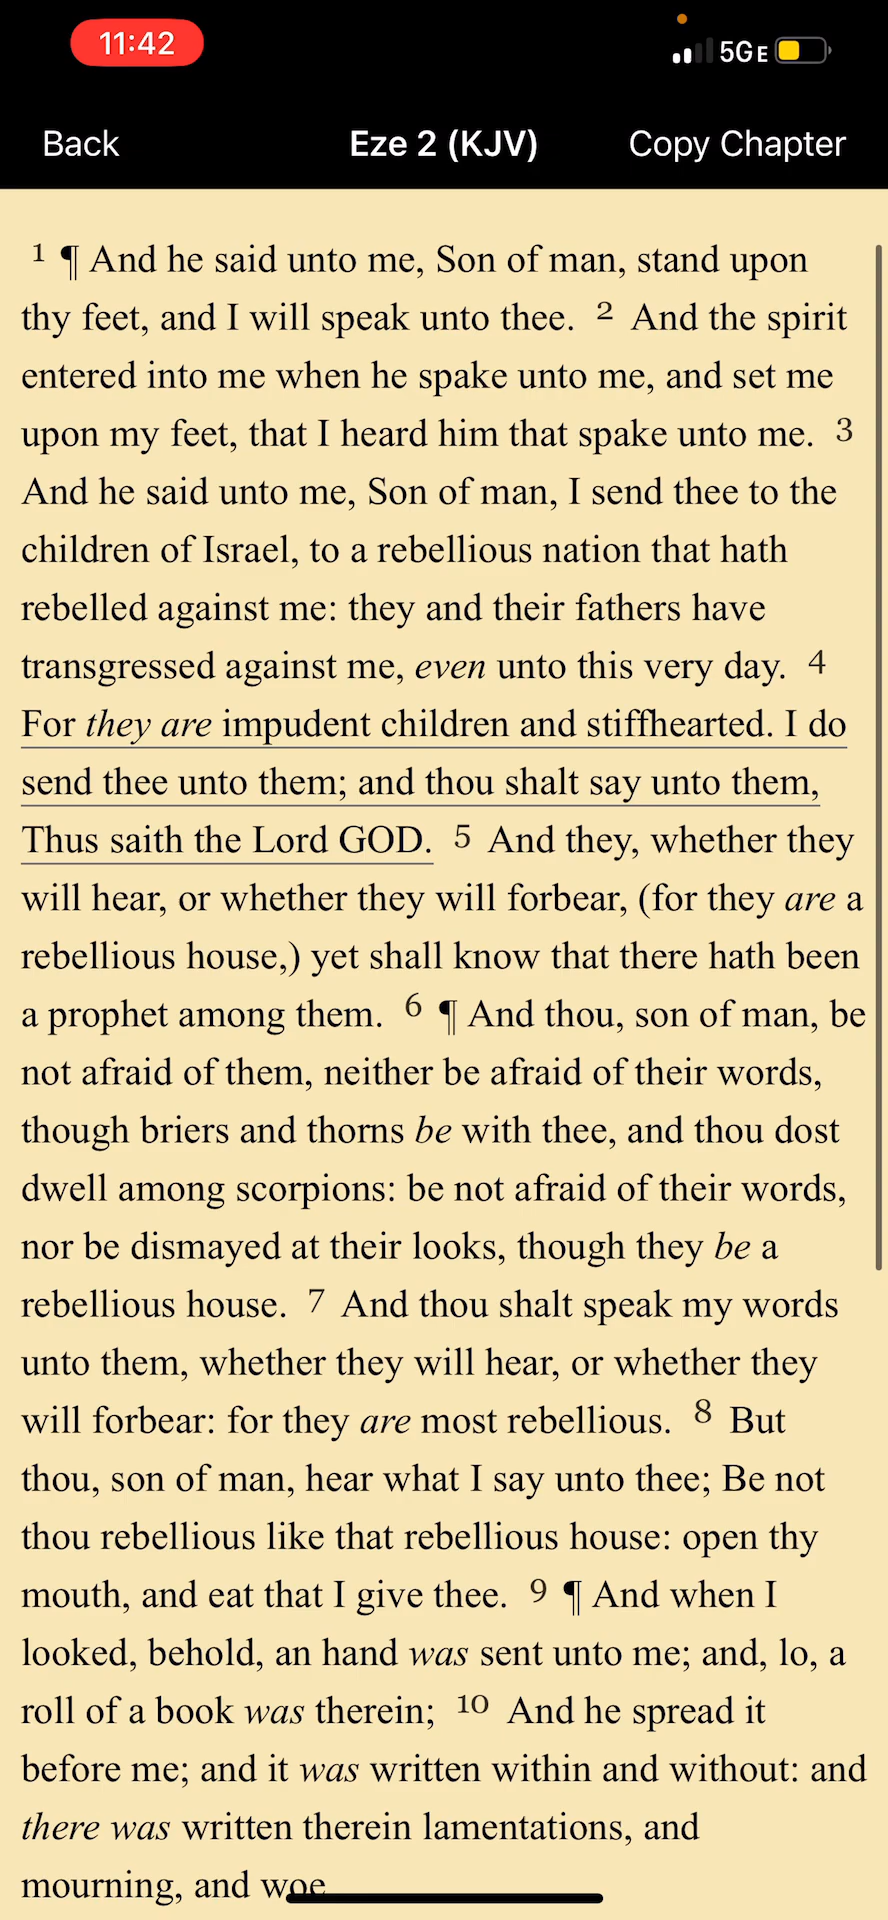 11:42
5GE
Back
Eze 2 (KJV)
Copy Chapter
1 ¶ And he said unto me, Son of man, stand upon
thy feet, and I will speak unto thee. 2 And the spirit
entered into me when he spake unto me, and set me
upon my feet, that I heard him that spake unto me. 3
And he said unto me, Son of man, I send thee to the
children of Israel, to a rebellious nation that hath
rebelled against me: they and their fathers have
transgressed against me, even unto this very day. 4
For they are impudent children and stiffhearted. I do
send thee unto them; and thou shalt say unto them,
Thus saith the Lord GOD. 5 And they, whether they
will hear, or whether they will forbear, (for they are a
rebellious house,) yet shall know that there hath been
a prophet among them. 6 ¶ And thou, son of man, be
not afraid of them, neither be afraid of their words,
though briers and thorns be with thee, and thou dost
dwell among scorpions: be not afraid of their words,
nor be dismayed at their looks, though they be a
rebellious house. 7 And thou shalt speak my words
unto them, whether they will hear, or whether they
will forbear: for they are most rebellious. 8 But
thou, son of man, hear what I say unto thee; Be not
thou rebellious like that rebellious house: open thy
mouth, and eat that I give thee. 9 ¶ And when I
looked, behold, an hand was sent unto me; and, lo, a
roll of a book was therein; 10 And he spread it
before me; and it was written within and without: and
there was written therein lamentations, and
mourning, and woe